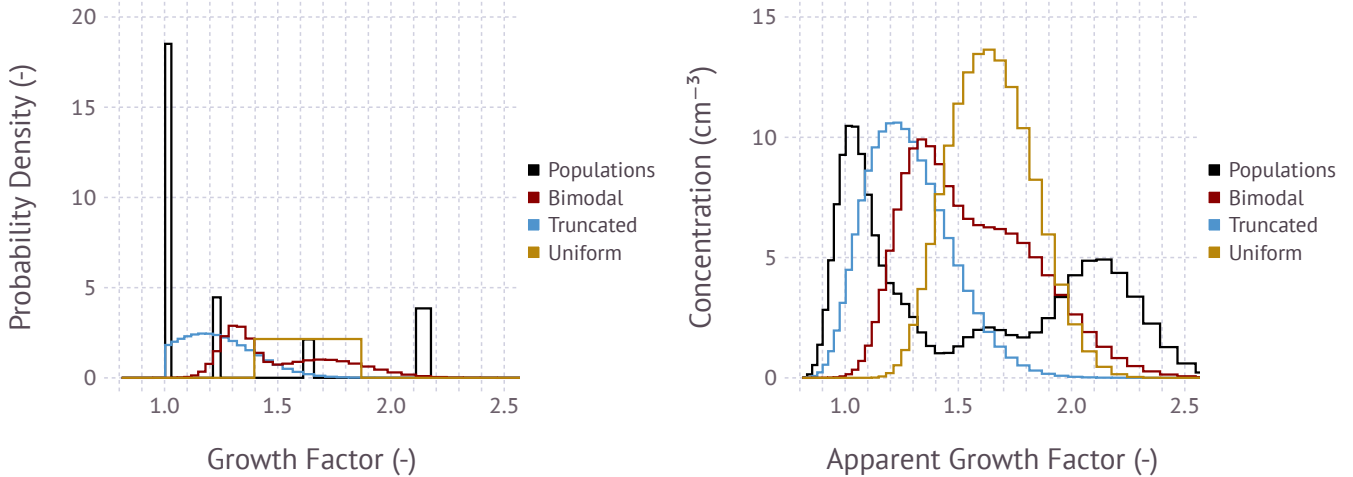 Probability Density (-)
20
15
10
5
0
1.0 1.5 2.0 2.5
Growth Factor (-)
Populations
Bimodal
Truncated
Uniform
Concentration (cm⁻³)
15
10
5
0
1.0 1.5 2.0 2.5
Apparent Growth Factor (-)
Populations
Bimodal
Truncated
Uniform